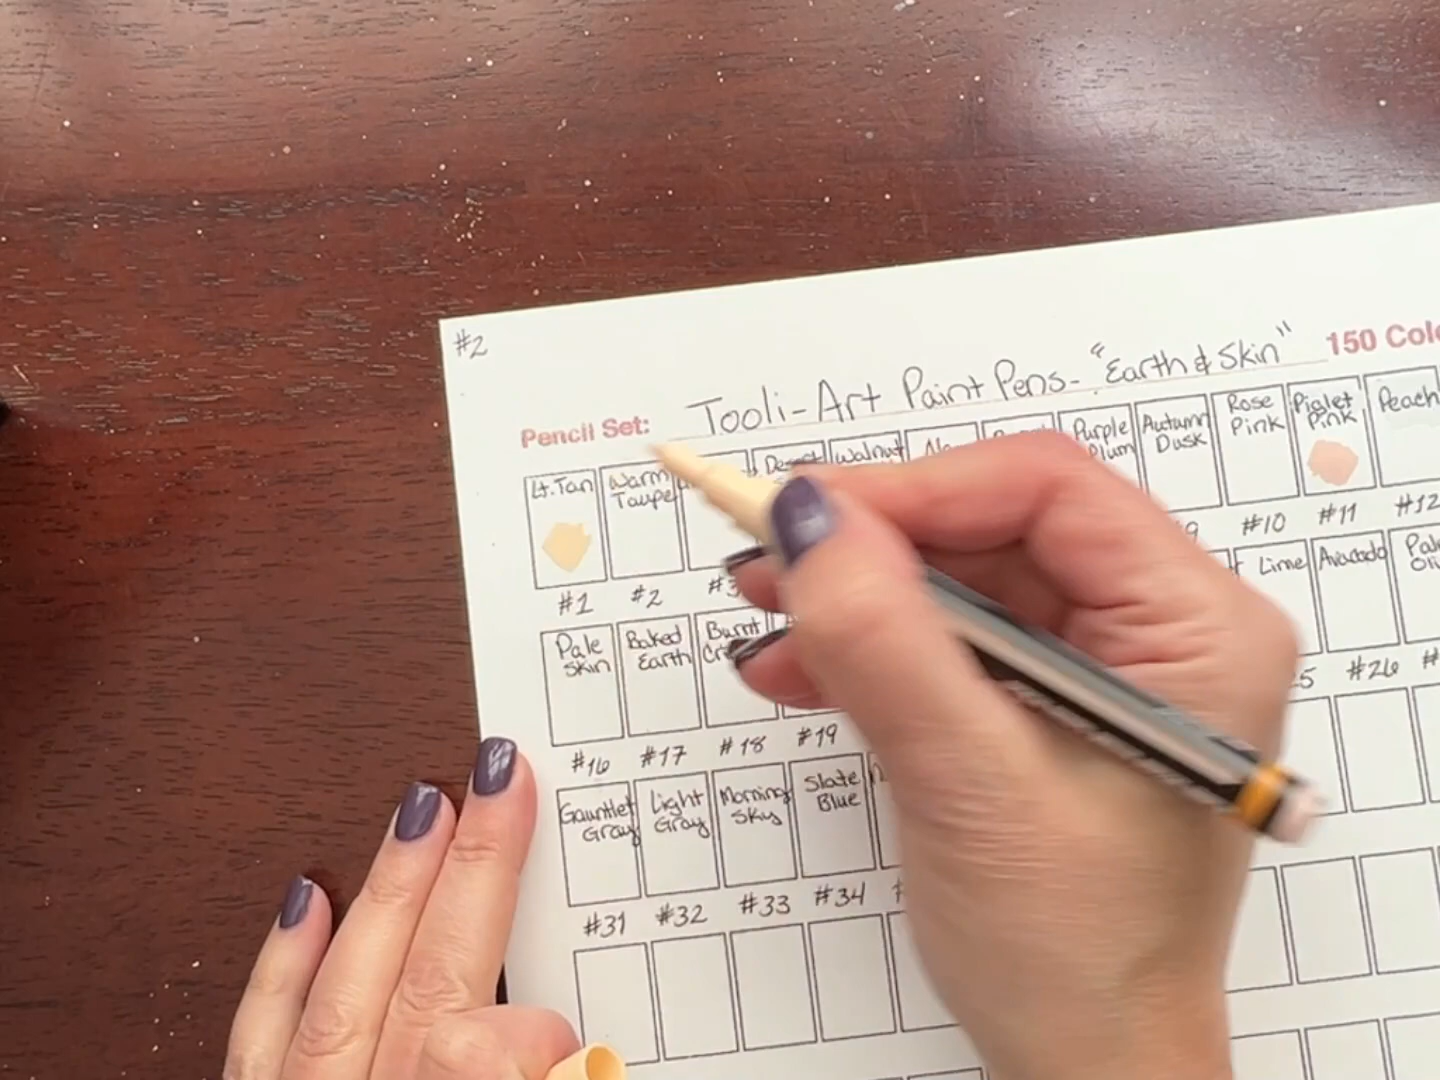 #2
Pencil Set: Tooli-Art Paint Pens- "Earth & Skin" 150 Colo
Lt. Tan Warm Taupe Desert Walnut Purple Plum Autumn Dusk Rose Pink Piglet Pink Peach
#1 #2 #3 #10 #11 #12
Pale Skin Baked Earth Burnt Lime Avacado
#16 #17 #18 #19 #26
Gauntlet Gray Light Gray Morning Sky Slate Blue
#31 #32 #33 #34